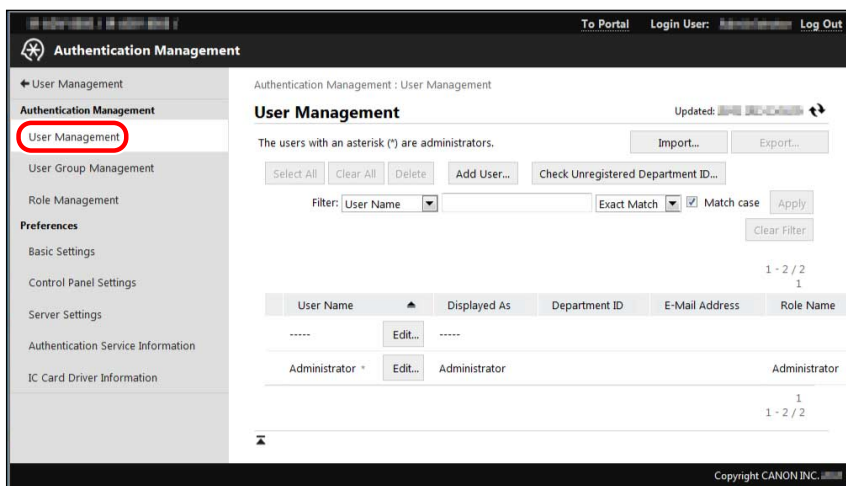 To Portal Login User: Log Out
Authentication Management
User Management
Authentication Management : User Management
Authentication Management
User Management
Updated:
User Management
The users with an asterisk (*) are administrators.
Import...
Export...
User Group Management
Select All
Clear All
Delete
Add User...
Check Unregistered Department ID...
Role Management
Filter: User Name
Exact Match
Match case
Apply
Preferences
Clear Filter
Basic Settings
1 - 2 / 2
Control Panel Settings
1
User Name Displayed As Department ID E-Mail Address Role Name
Server Settings
----- Edit... -----
Authentication Service Information
Administrator * Edit... Administrator Administrator
IC Card Driver Information
1
1 - 2 / 2
Copyright CANON INC.